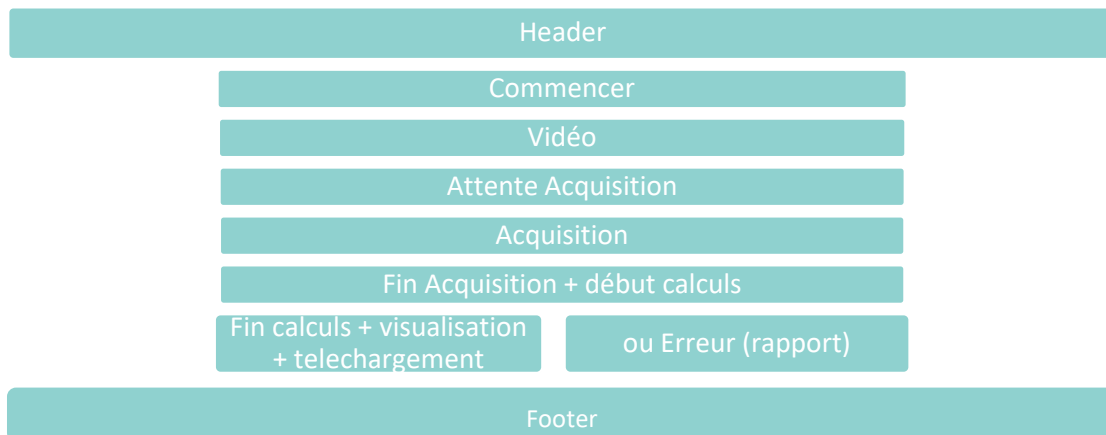 Header
Commencer
Vidéo
Attente Acquisition
Acquisition
Fin Acquisition + début calculs
Fin calculs + visualisation
+ telechargement
ou Erreur (rapport)
Footer